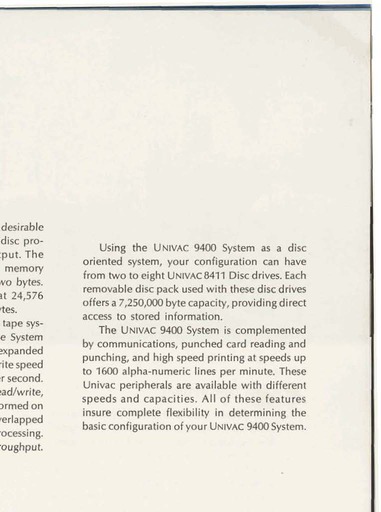 desirable
disc pro-
put. The
memory
two bytes.
at 24,576
tes.
tape sys-
e System
expanded
rite speed
r second.
ead/write,
ormed on
verlapped
rocessing.
roughput.
Using the UNIVAC 9400 System as a disc
oriented system, your configuration can have
from two to eight UNIVAC 8411 Disc drives. Each
removable disc pack used with these disc drives
offers a 7,250,000 byte capacity, providing direct
access to stored information.
The UNIVAC 9400 System is complemented
by communications, punched card reading and
punching, and high speed printing at speeds up
to 1600 alpha-numeric lines per minute. These
Univac peripherals are available with different
speeds and capacities. All of these features
insure complete flexibility in determining the
basic configuration of your UNIVAC 9400 System.